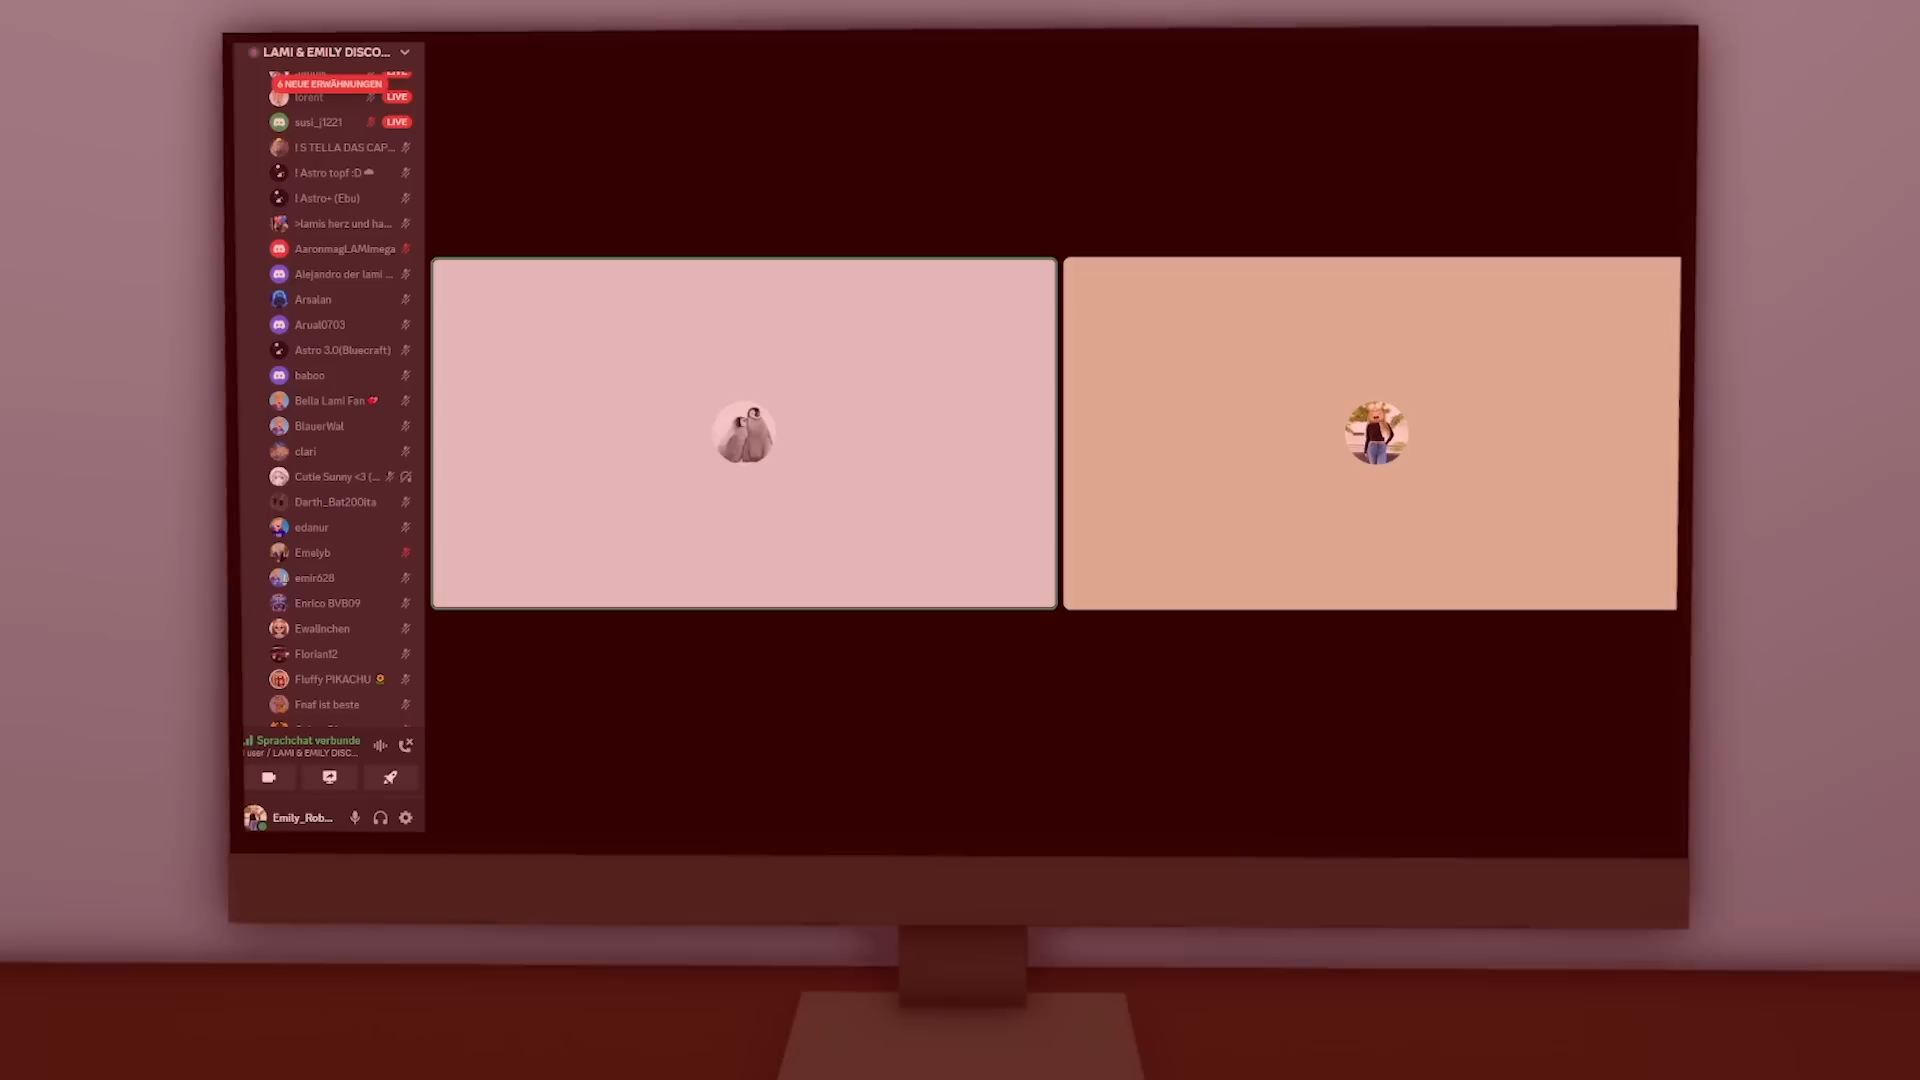 LAMI & EMILY DISCO...
LIVE
6 NEUE ERWÄHNUNGEN
lorent LIVE
susi_j1221 LIVE
! S TELLA DAS CAP...
! Astro topf :D
! Astro+ (Ebu)
>lamis herz und ha...
AaronmagLAMImega
Alejandro der lami ...
Arsalan
Arual0703
Astro 3.0(Bluecraft)
baboo
Bella Lami Fan
BlauerWal
clari
Cutie Sunny <3 (...
Darth_Bat200ita
edanur
Emelyb
emir628
Enrico BVB09
Ewalinchen
Florian12
Fluffy PIKACHU
Fnaf ist beste
Sprachchat verbunde
user / LAMI & EMILY DISC...
Emily_Rob...